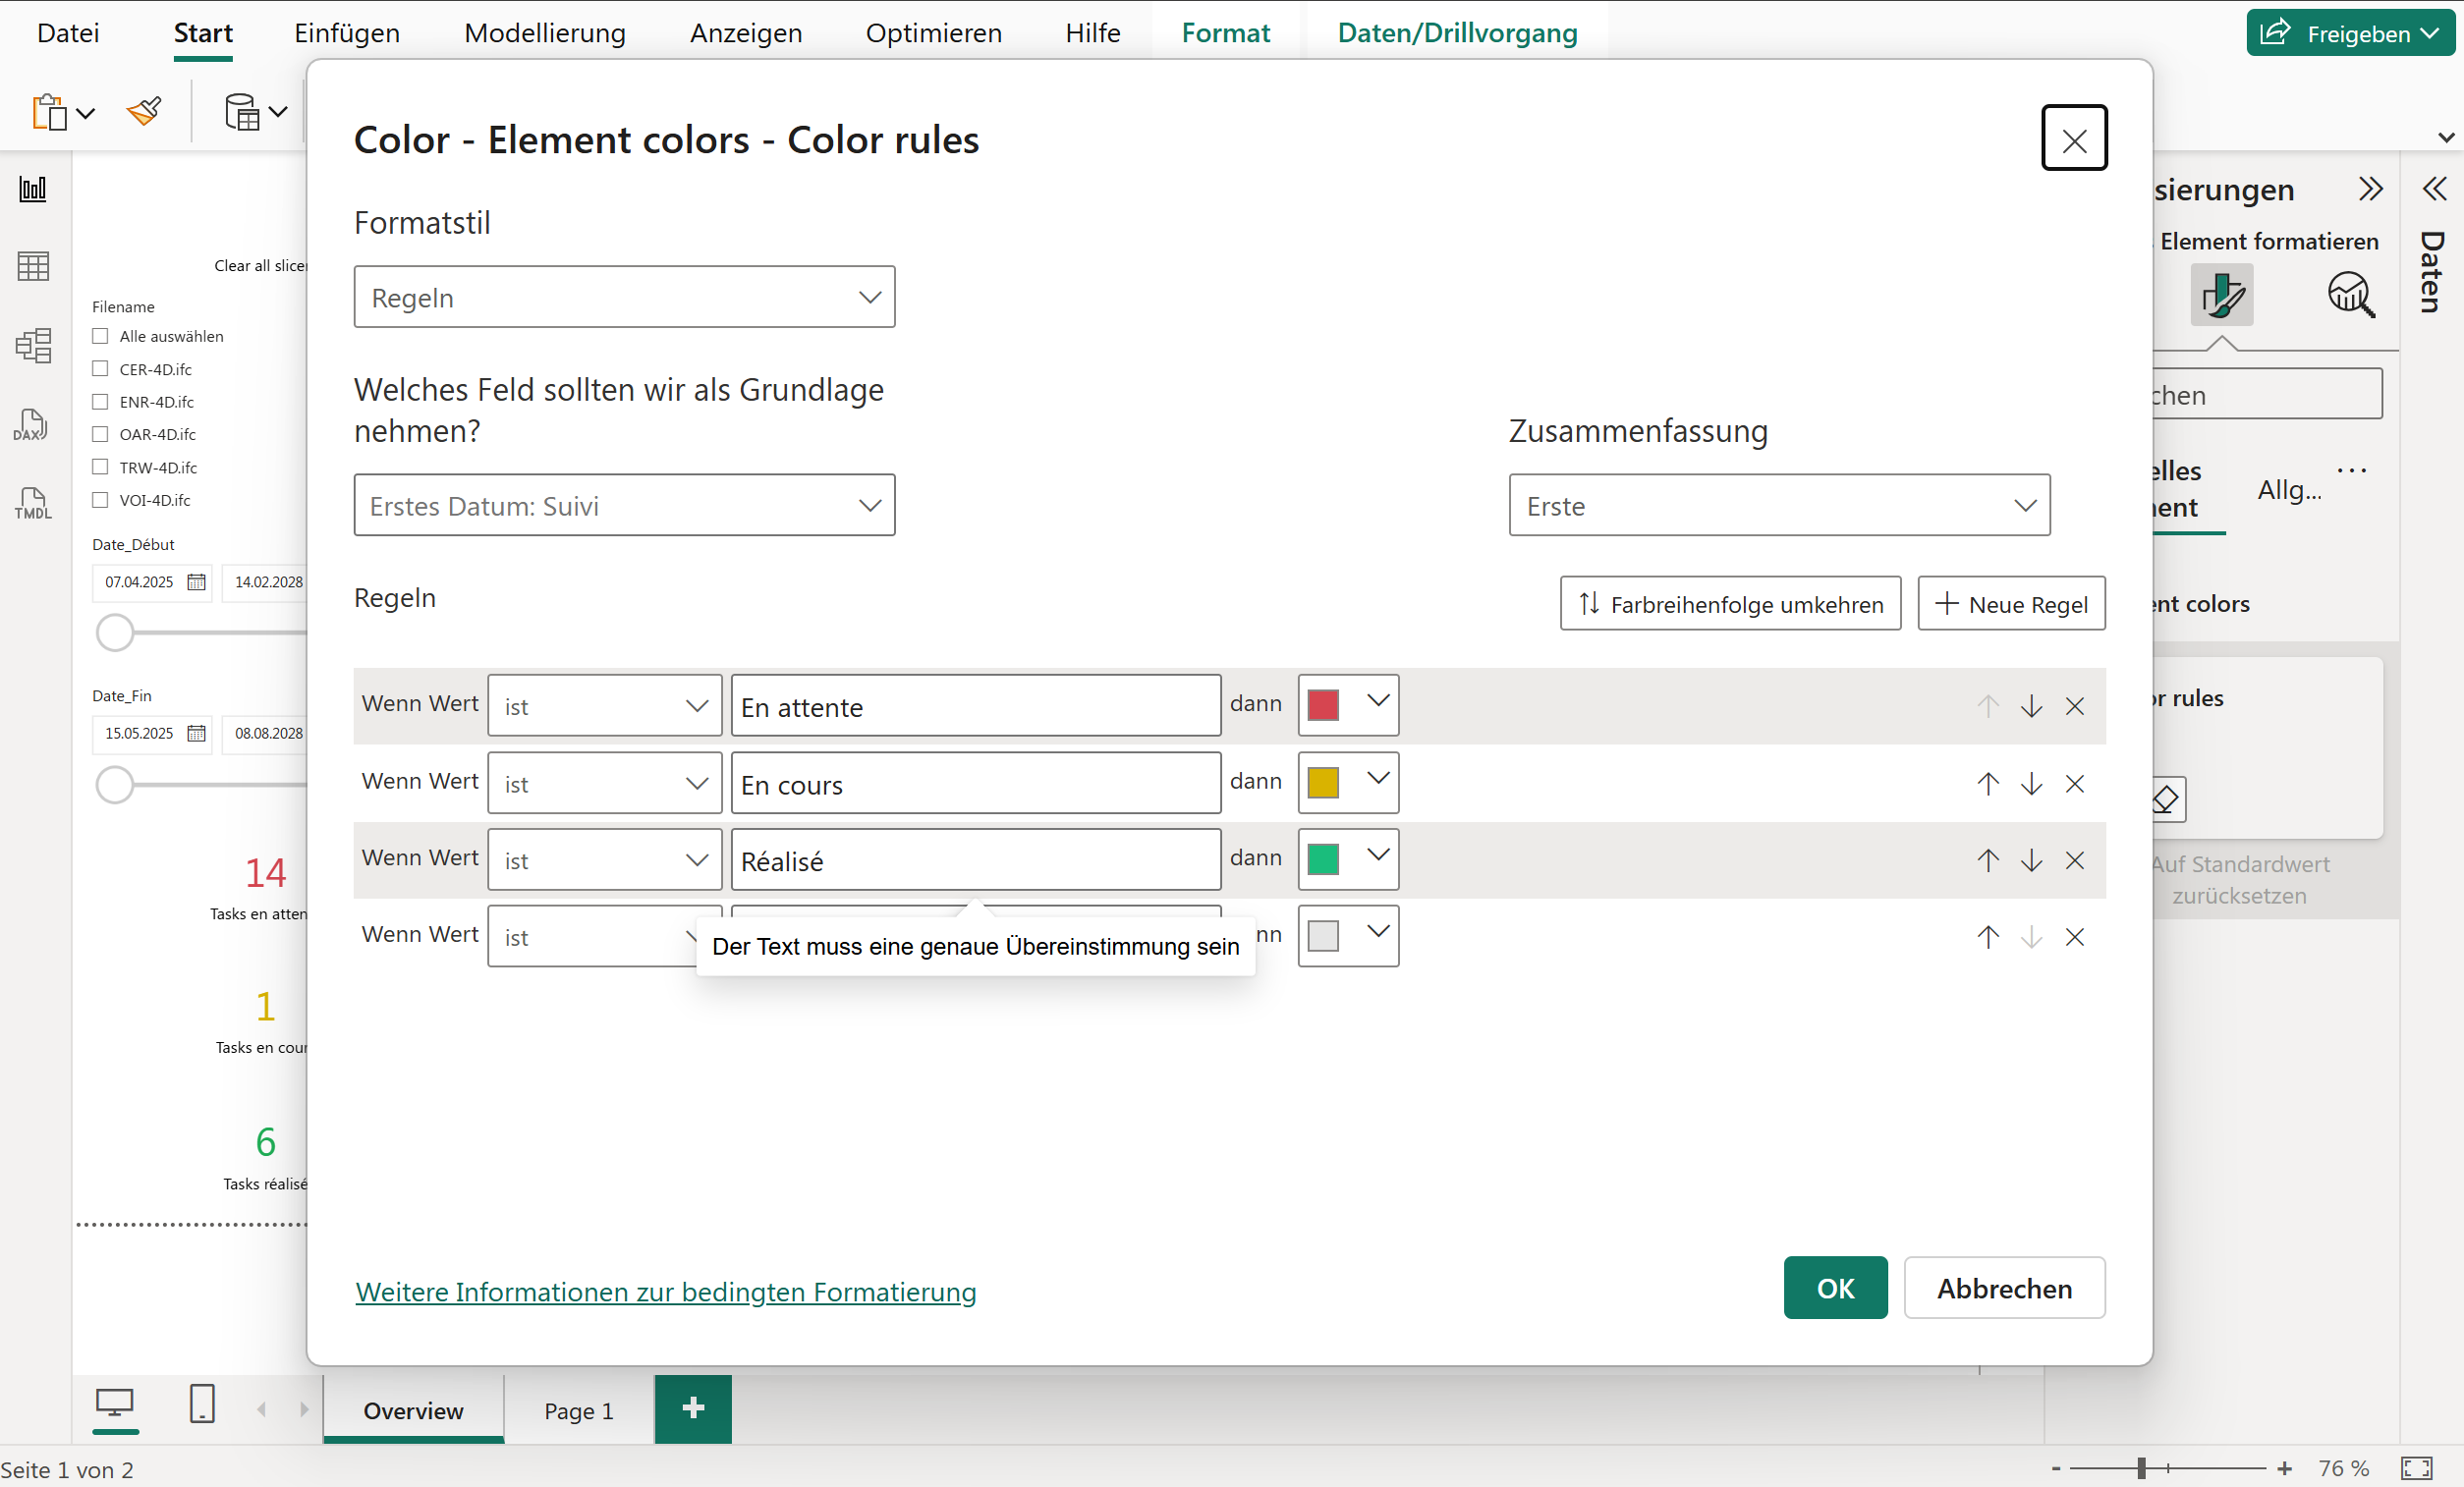 Datei
Start
Einfügen
Modellierung
Anzeigen
Optimieren
Hilfe
Format
Daten/Drillvorgang
Freigeben
Color - Element colors - Color rules
Formatstil
Regeln
Welches Feld sollten wir als Grundlage
nehmen?
Erstes Datum: Suivi
Zusammenfassung
Erste
Regeln
Farbreihenfolge umkehren
Neue Regel
Wenn Wert ist En attente dann
Wenn Wert ist En cours dann
Wenn Wert ist Réalisé dann
Wenn Wert ist
Der Text muss eine genaue Übereinstimmung sein
Weitere Informationen zur bedingten Formatierung
OK
Abbrechen
DAX
TMDL
Clear all slicer
Filename
Alle auswählen
CER-4D.ifc
ENR-4D.ifc
OAR-4D.ifc
TRW-4D.ifc
VOI-4D.ifc
Date_Début
07.04.2025
14.02.2028
Date_Fin
15.05.2025
08.08.2028
14
Tasks en atten
1
Tasks en cour
6
Tasks réalisé
sierungen
Element formatieren
chen
elles
ent
Allg...
...
nt colors
r rules
Auf Standardwert
zurücksetzen
Daten
Overview
Page 1
+
Seite 1 von 2
- + 76 %